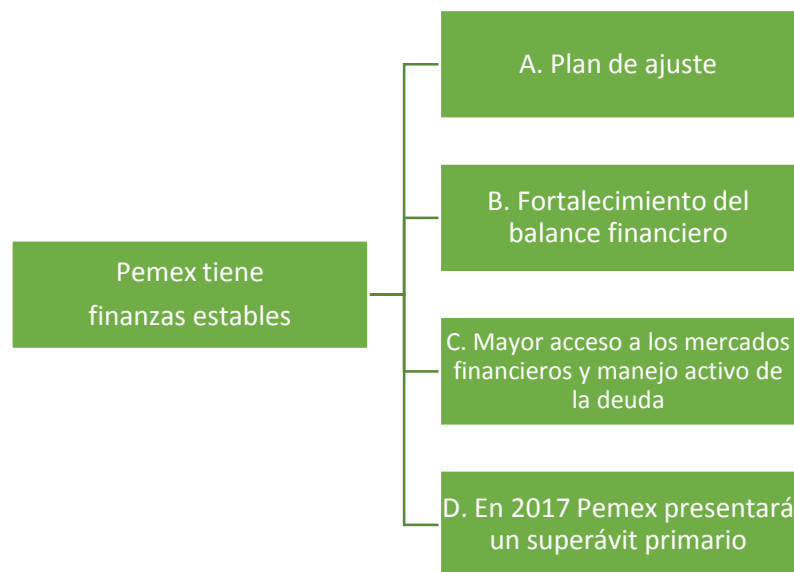 A. Plan de ajuste
B. Fortalecimiento del
balance financiero
Pemex tiene
finanzas estables
C. Mayor acceso a los mercados
financieros y manejo activo de
la deuda
D. En 2017 Pemex presentará
un superávit primario